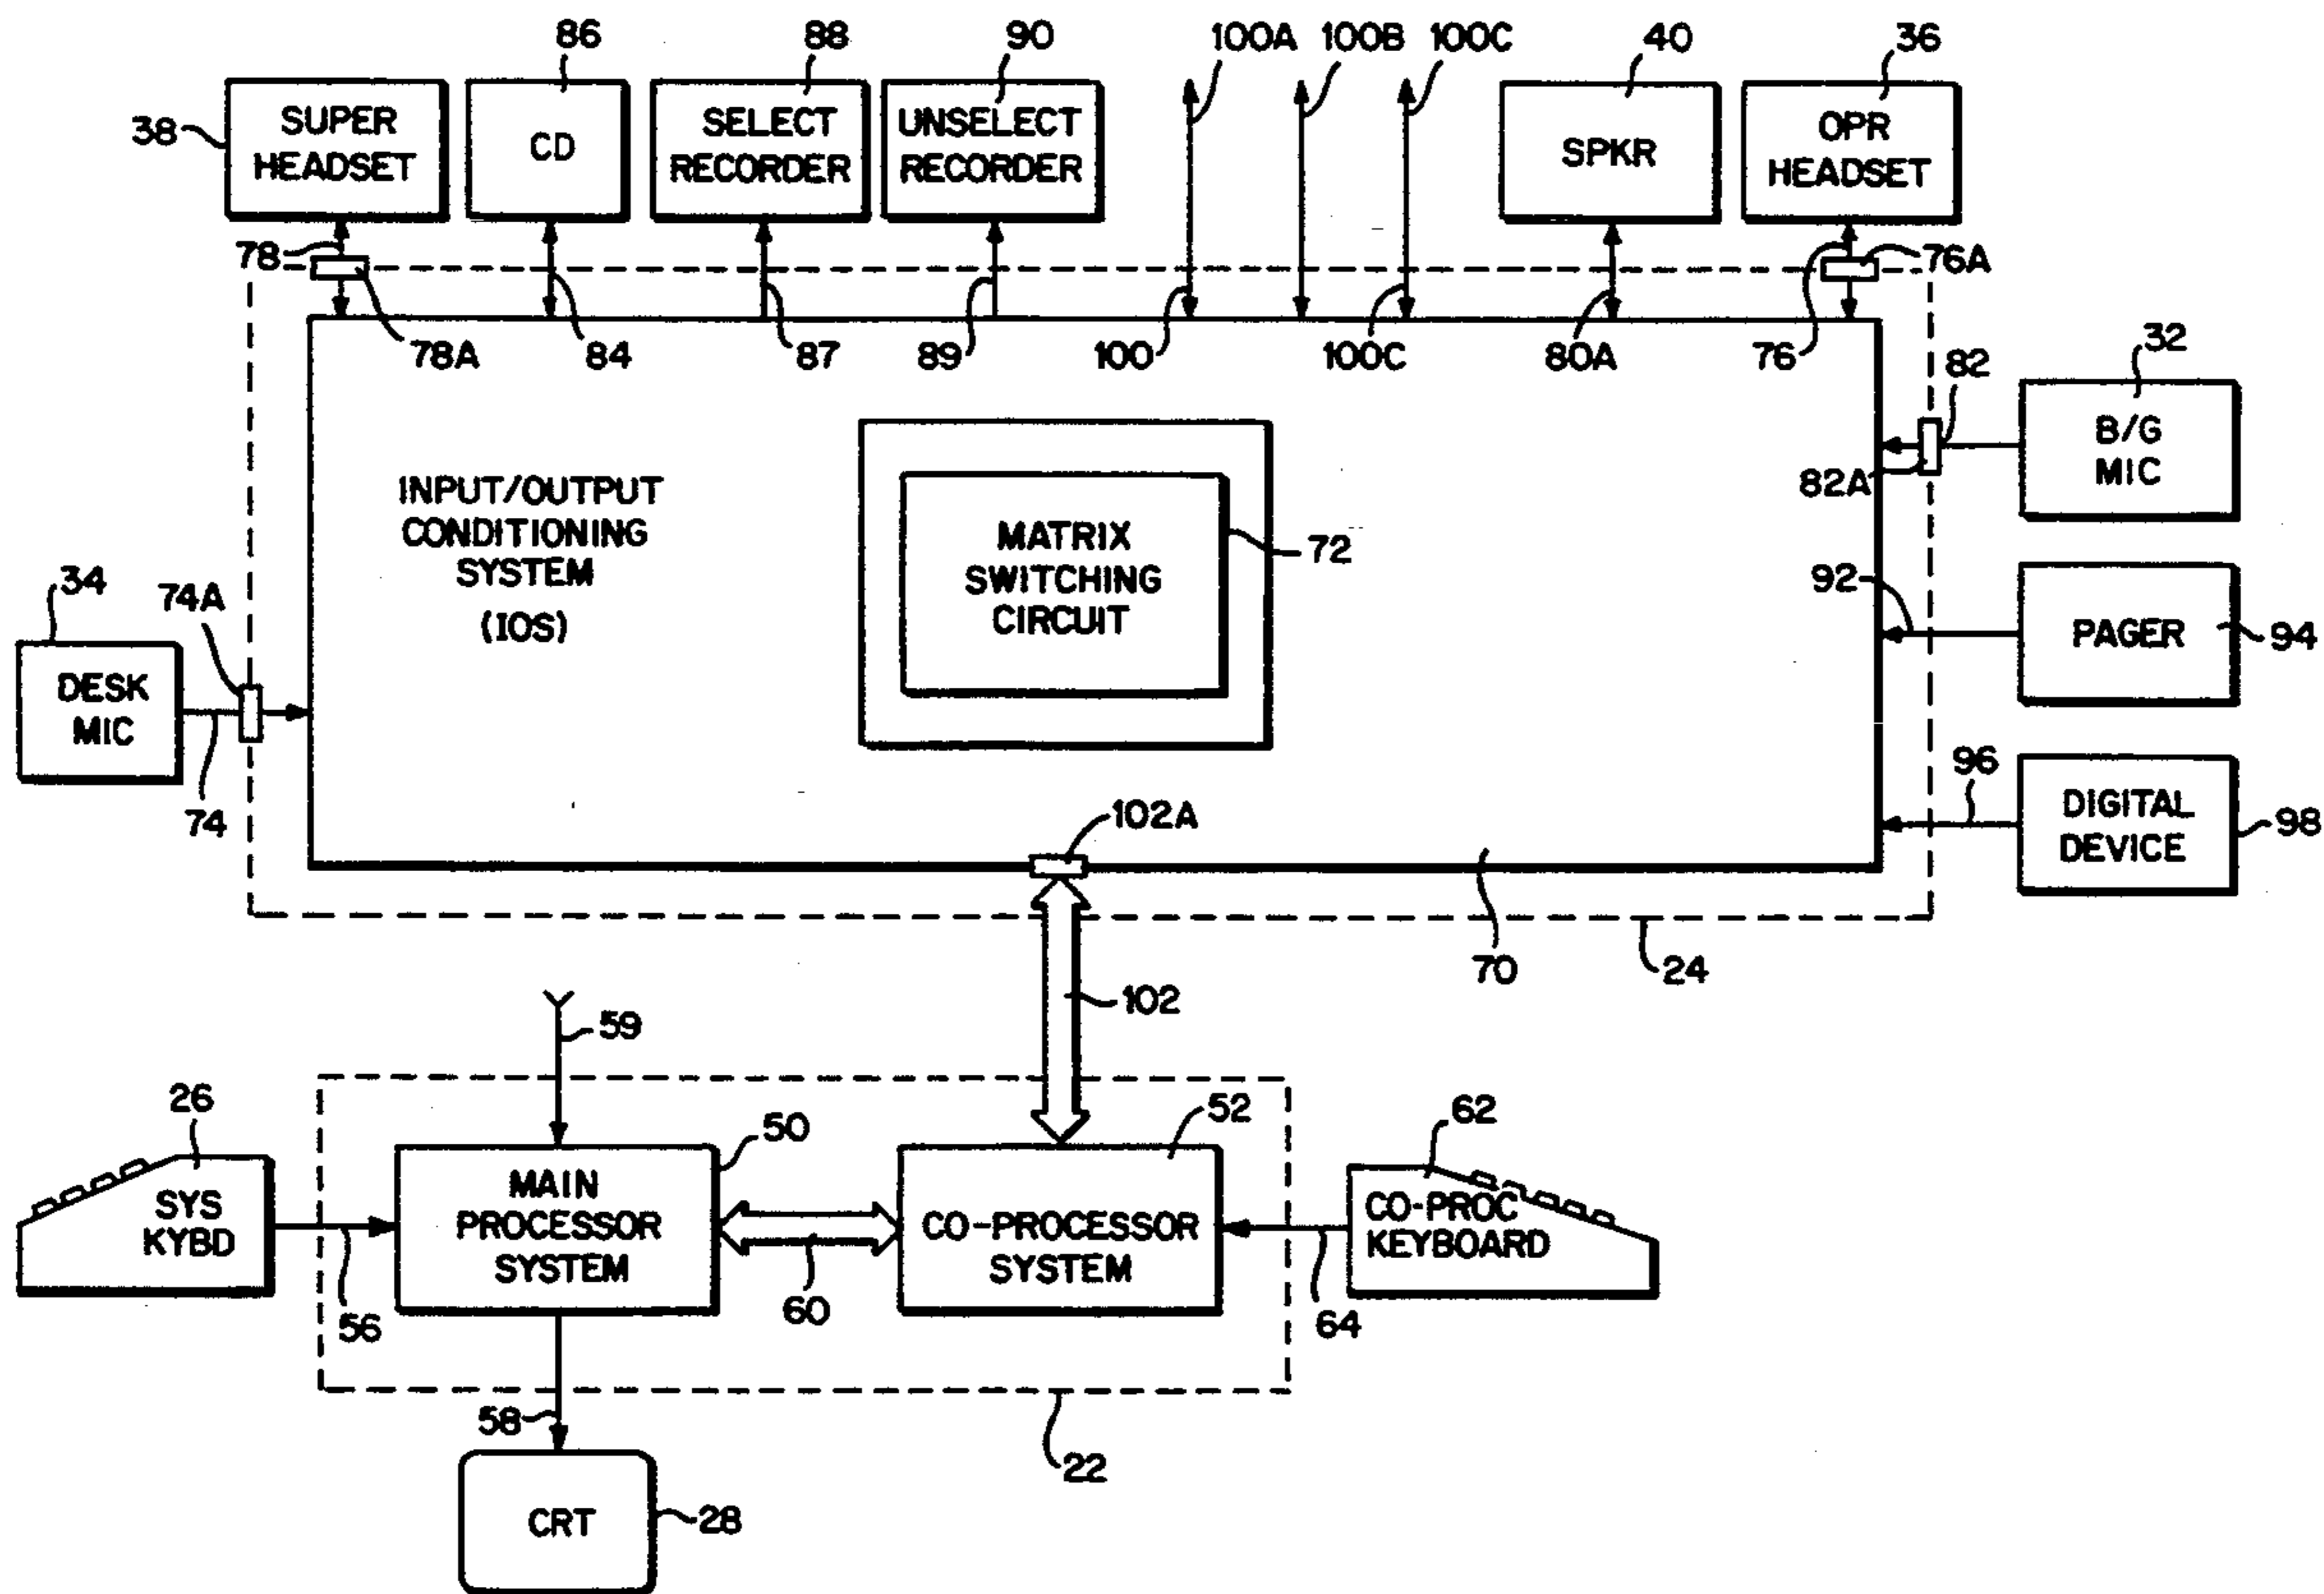 86
88
90
100A
100B
100C
40
36
38
SUPER
HEADSET
CD
SELECT
RECORDER
UNSELECT
RECORDER
SPKR
OPR
HEADSET
78
76A
78A
84
87
89
100
100C
80A
76
82
32
B/G
MIC
82A
INPUT/OUTPUT
CONDITIONING
SYSTEM
(IOS)
MATRIX
SWITCHING
CIRCUIT
72
92
PAGER
94
34
74A
DESK
MIC
74
96
DIGITAL
DEVICE
98
102A
70
24
102
59
26
SYS
KYBD
56
50
MAIN
PROCESSOR
SYSTEM
60
52
CO-PROCESSOR
SYSTEM
62
CO-PROC
KEYBOARD
64
58
22
CRT
28